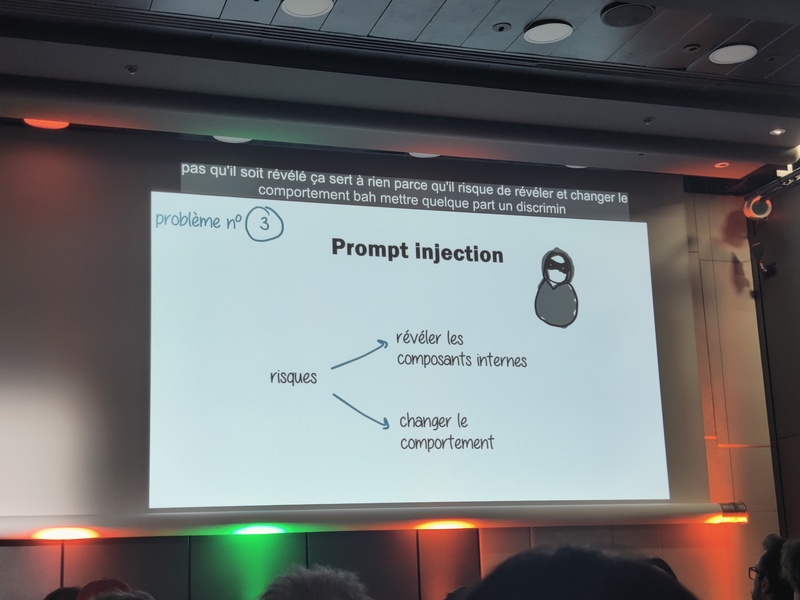 pas qu'il soit révélé ça sert à rien parce qu'il risque de révéler et changer le
comportement bah mettre quelque part un discrimin
problème nº 3
Prompt injection
révéler les
composants internes
risques
changer le
comportement